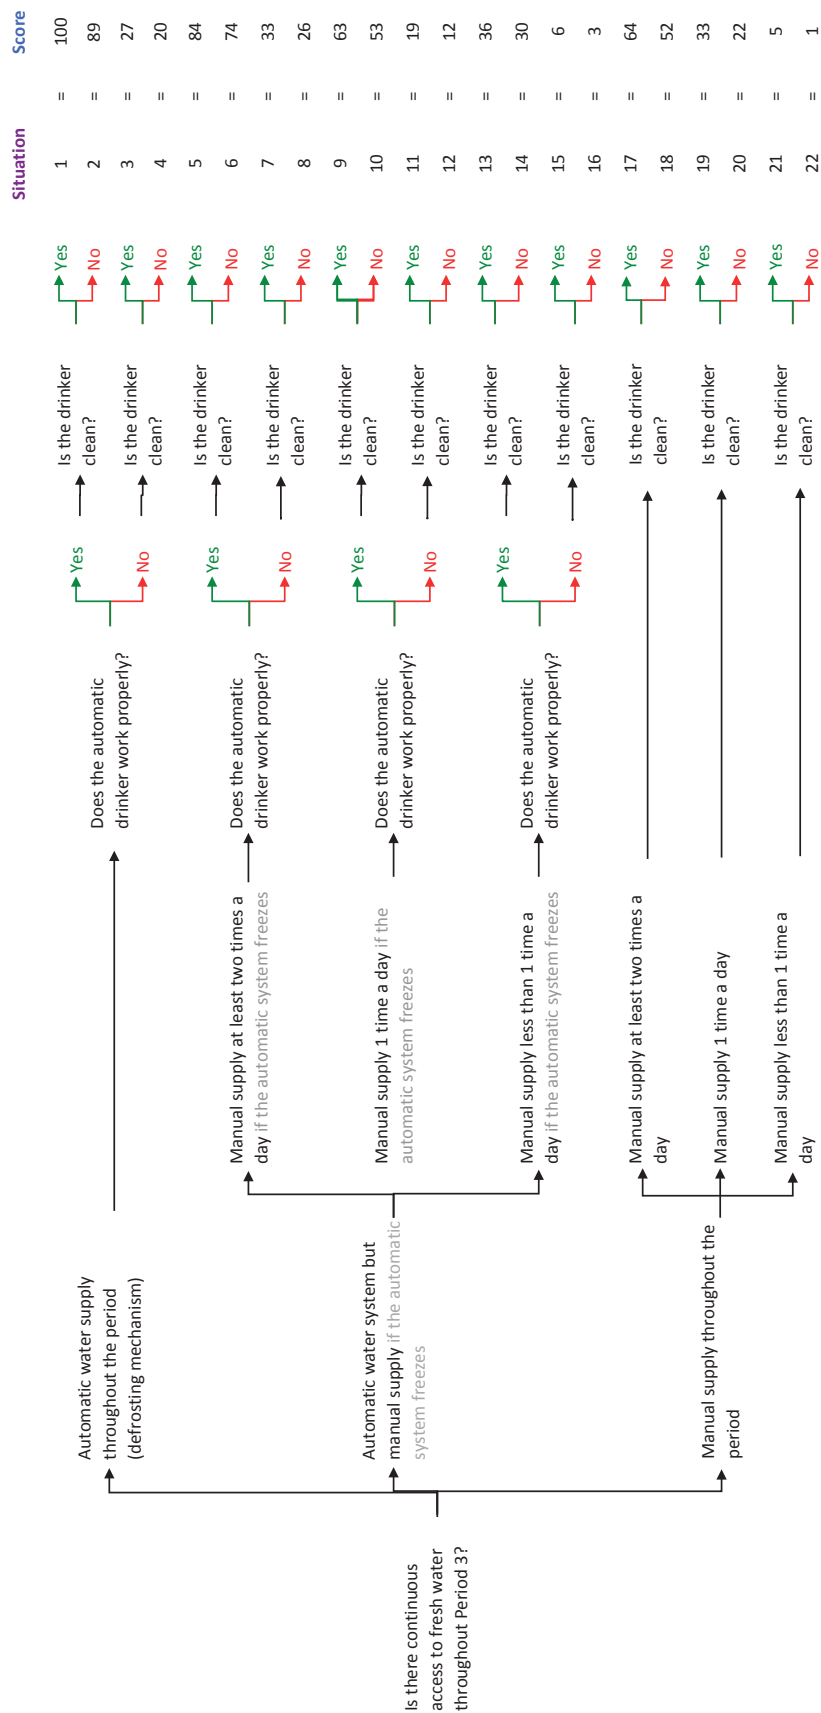 Is there continuous
access to fresh water
throughout Period 3?
Automatic water supply
throughout the period
(defrosting mechanism)
Automatic water system but
manual supply if the automatic
system freezes
Manual supply throughout the
period
Manual supply at least two times a
day if the automatic system freezes
Manual supply 1 time a day if the
automatic system freezes
Manual supply less than 1 time a
day if the automatic system freezes
Manual supply at least two times a
day
Manual supply 1 time a day
Manual supply less than 1 time a
day
Does the automatic
drinker work properly?
Does the automatic
drinker work properly?
Does the automatic
drinker work properly?
Does the automatic
drinker work properly?
Yes
No
Yes
No
Yes
No
Yes
No
Is the drinker
clean?
Is the drinker
clean?
Is the drinker
clean?
Is the drinker
clean?
Is the drinker
clean?
Is the drinker
clean?
Is the drinker
clean?
Is the drinker
clean?
Is the drinker
clean?
Is the drinker
clean?
Is the drinker
clean?
Situation Score
Yes 1 = 100
No 2 = 89
Yes 3 = 27
No 4 = 20
Yes 5 = 84
No 6 = 74
Yes 7 = 33
No 8 = 26
Yes 9 = 63
No 10 = 53
Yes 11 = 19
No 12 = 12
Yes 13 = 36
No 14 = 30
Yes 15 = 6
No 16 = 3
Yes 17 = 64
No 18 = 52
Yes 19 = 33
No 20 = 22
Yes 21 = 5
No 22 = 1